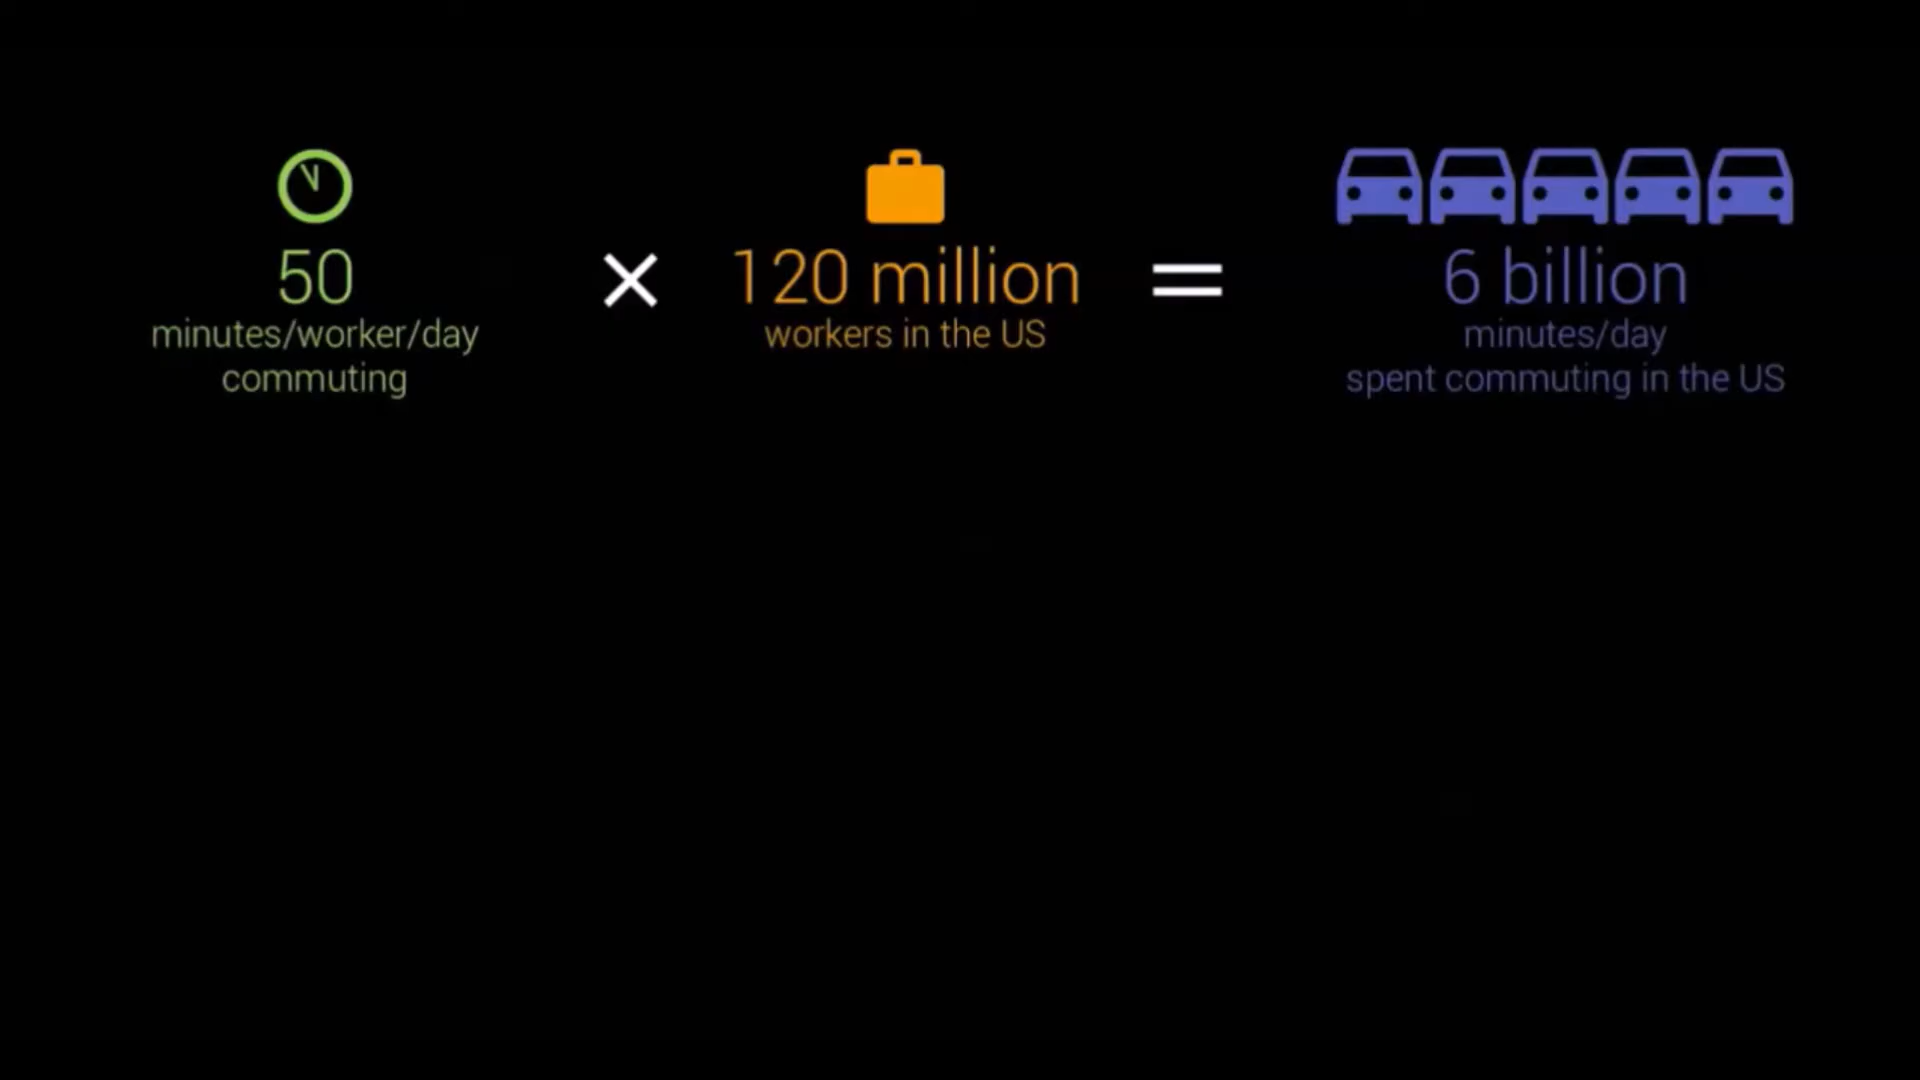 50
minutes/worker/day
commuting
×
120 million
workers in the US
=
6 billion
minutes/day
spent commuting in the US